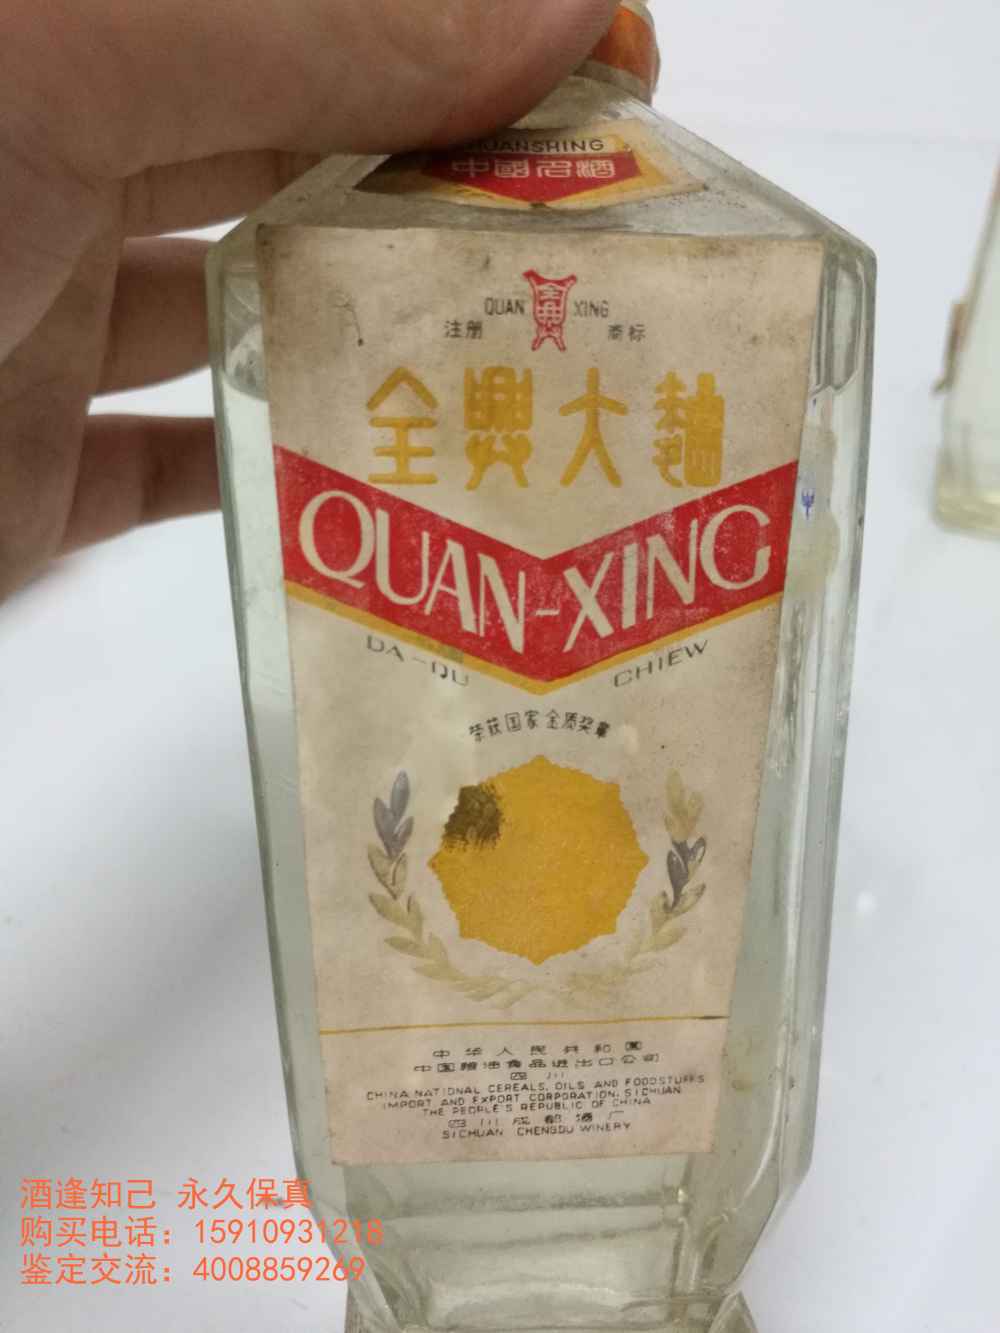 HUANSHING
中國名酒
QUAN 全興 XING
注册 商标
全興大麯
QUAN-XING
DA-QU CHIEW
荣获国家金质奖章
中华人民共和国
中国粮油食品进出口公司
四川
CHINA NATIONAL CEREALS, OILS AND FOODSTUFFS
IMPORT AND EXPORT CORPORATION, SICHUAN
THE PEOPLE'S REPUBLIC OF CHINA
四川成都酒厂
SICHUAN CHENGDU WINERY
酒逢知己 永久保真
购买电话：15910931218
鉴定交流：4008859269